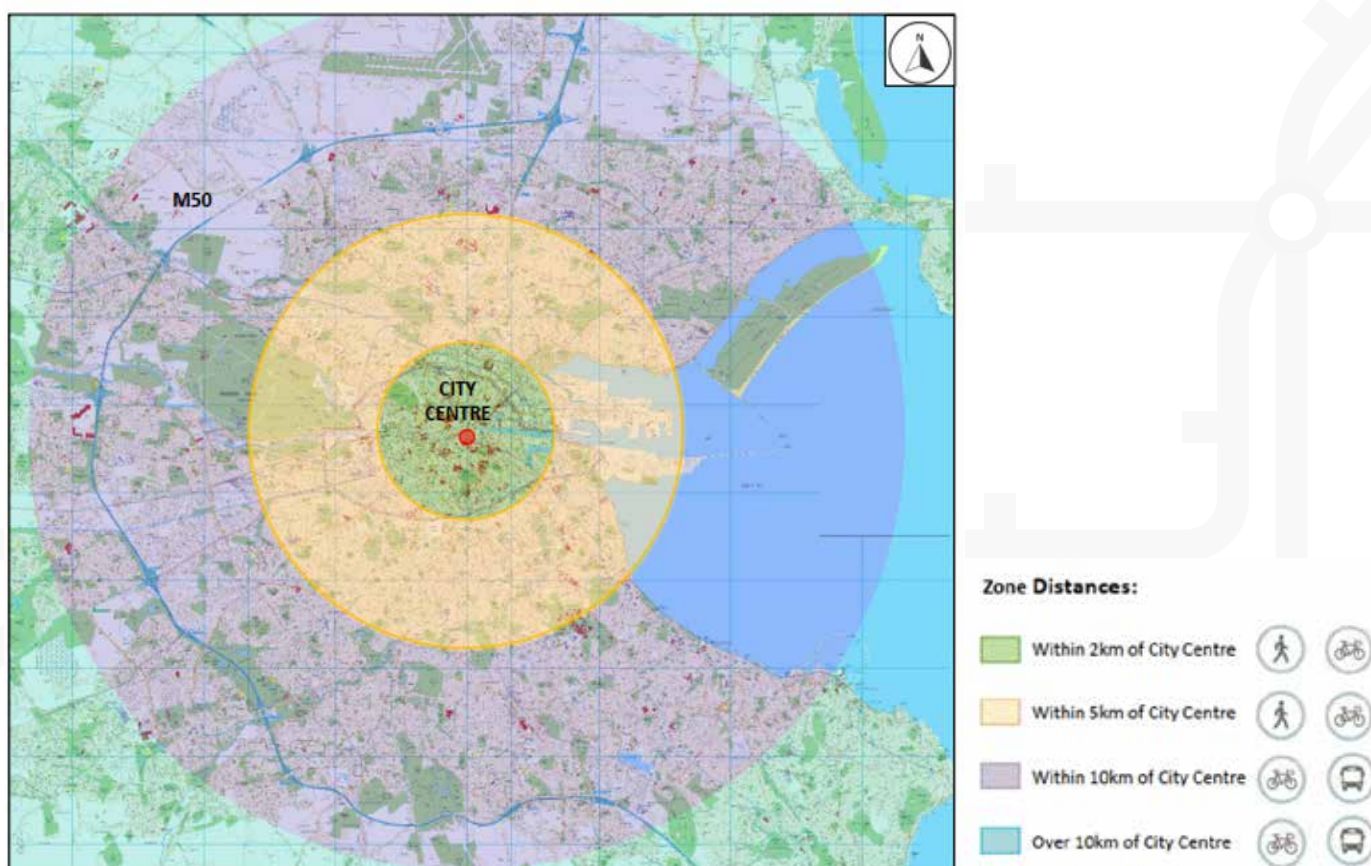 N
M50
CITY
CENTRE
Zone Distances:
Within 2km of City Centre
Within 5km of City Centre
Within 10km of City Centre
Over 10km of City Centre